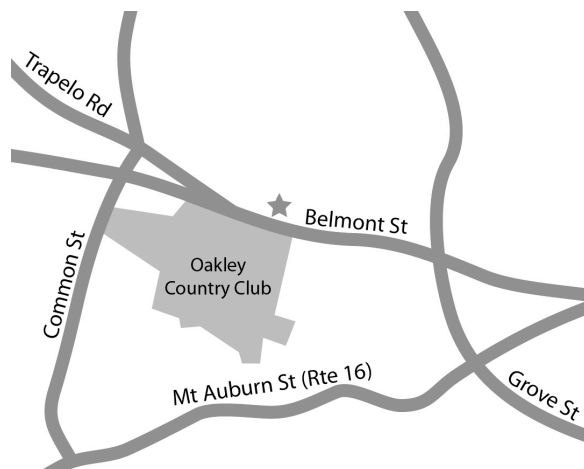 Trapelo Rd
Belmont St
Oakley
Country Club
Common St
Mt Auburn St (Rte 16)
Grove St